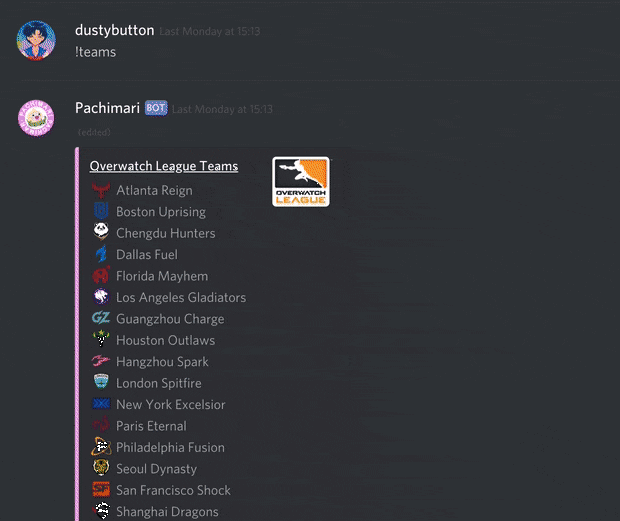 dustybutton Last Monday at 15:13
!teams
Pachimari BOT Last Monday at 15:13
(edited)
Overwatch League Teams
OVERWATCH
LEAGUE
Atlanta Reign
Boston Uprising
Chengdu Hunters
Dallas Fuel
Florida Mayhem
Los Angeles Gladiators
GZ Guangzhou Charge
Houston Outlaws
Hangzhou Spark
London Spitfire
New York Excelsior
Paris Eternal
Philadelphia Fusion
Seoul Dynasty
San Francisco Shock
Shanghai Dragons